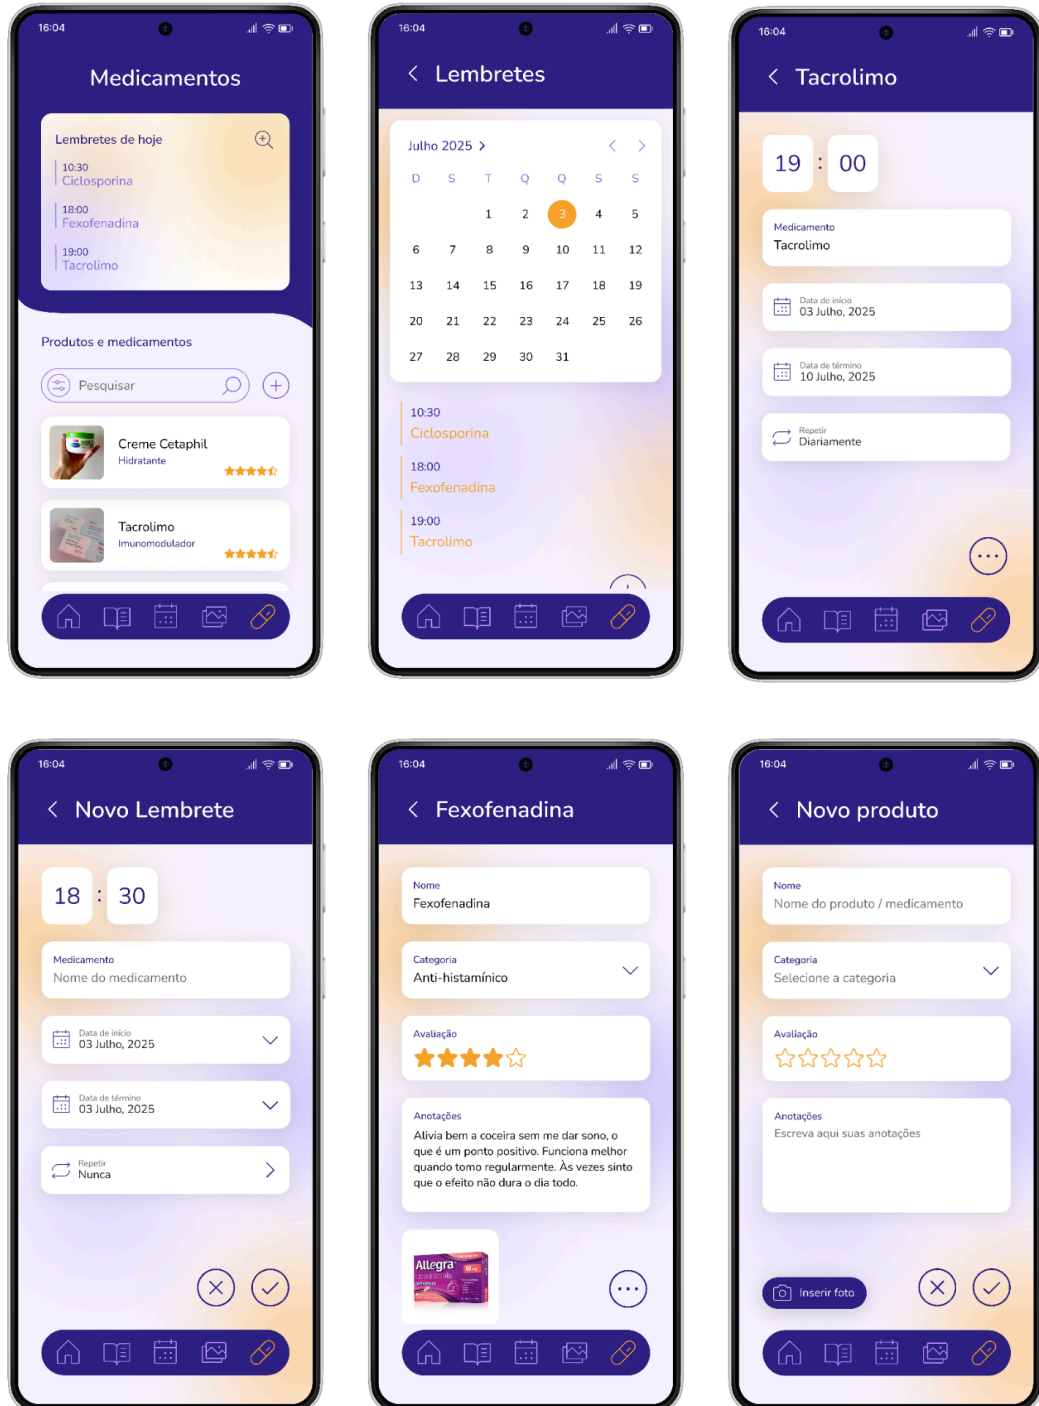 16:04
Medicamentos
Lembretes de hoje
10:30
Ciclosporina
18:00
Fexofenadina
19:00
Tacrolimo
Produtos e medicamentos
Pesquisar
Creme Cetaphil
Hidratante
Tacrolimo
Imunomodulador
16:04
Lembretes
Julho 2025
D S T Q Q S S
1 2 3 4 5
6 7 8 9 10 11 12
13 14 15 16 17 18 19
20 21 22 23 24 25 26
27 28 29 30 31
10:30
Ciclosporina
18:00
Fexofenadina
19:00
Tacrolimo
16:04
Tacrolimo
19 : 00
Medicamento
Tacrolimo
Data de início
03 Julho, 2025
Data de término
10 Julho, 2025
Repetir
Diariamente
16:04
Novo Lembrete
18 : 30
Medicamento
Nome do medicamento
Data de início
03 Julho, 2025
Data de término
03 Julho, 2025
Repetir
Nunca
16:04
Fexofenadina
Nome
Fexofenadina
Categoria
Anti-histamínico
Avaliação
Anotações
Alivia bem a coceira sem me dar sono, o
que é um ponto positivo. Funciona melhor
quando tomo regularmente. Às vezes sinto
que o efeito não dura o dia todo.
Allegra
16:04
Novo produto
Nome
Nome do produto / medicamento
Categoria
Selecione a categoria
Avaliação
Anotações
Escreva aqui suas anotações
Inserir foto